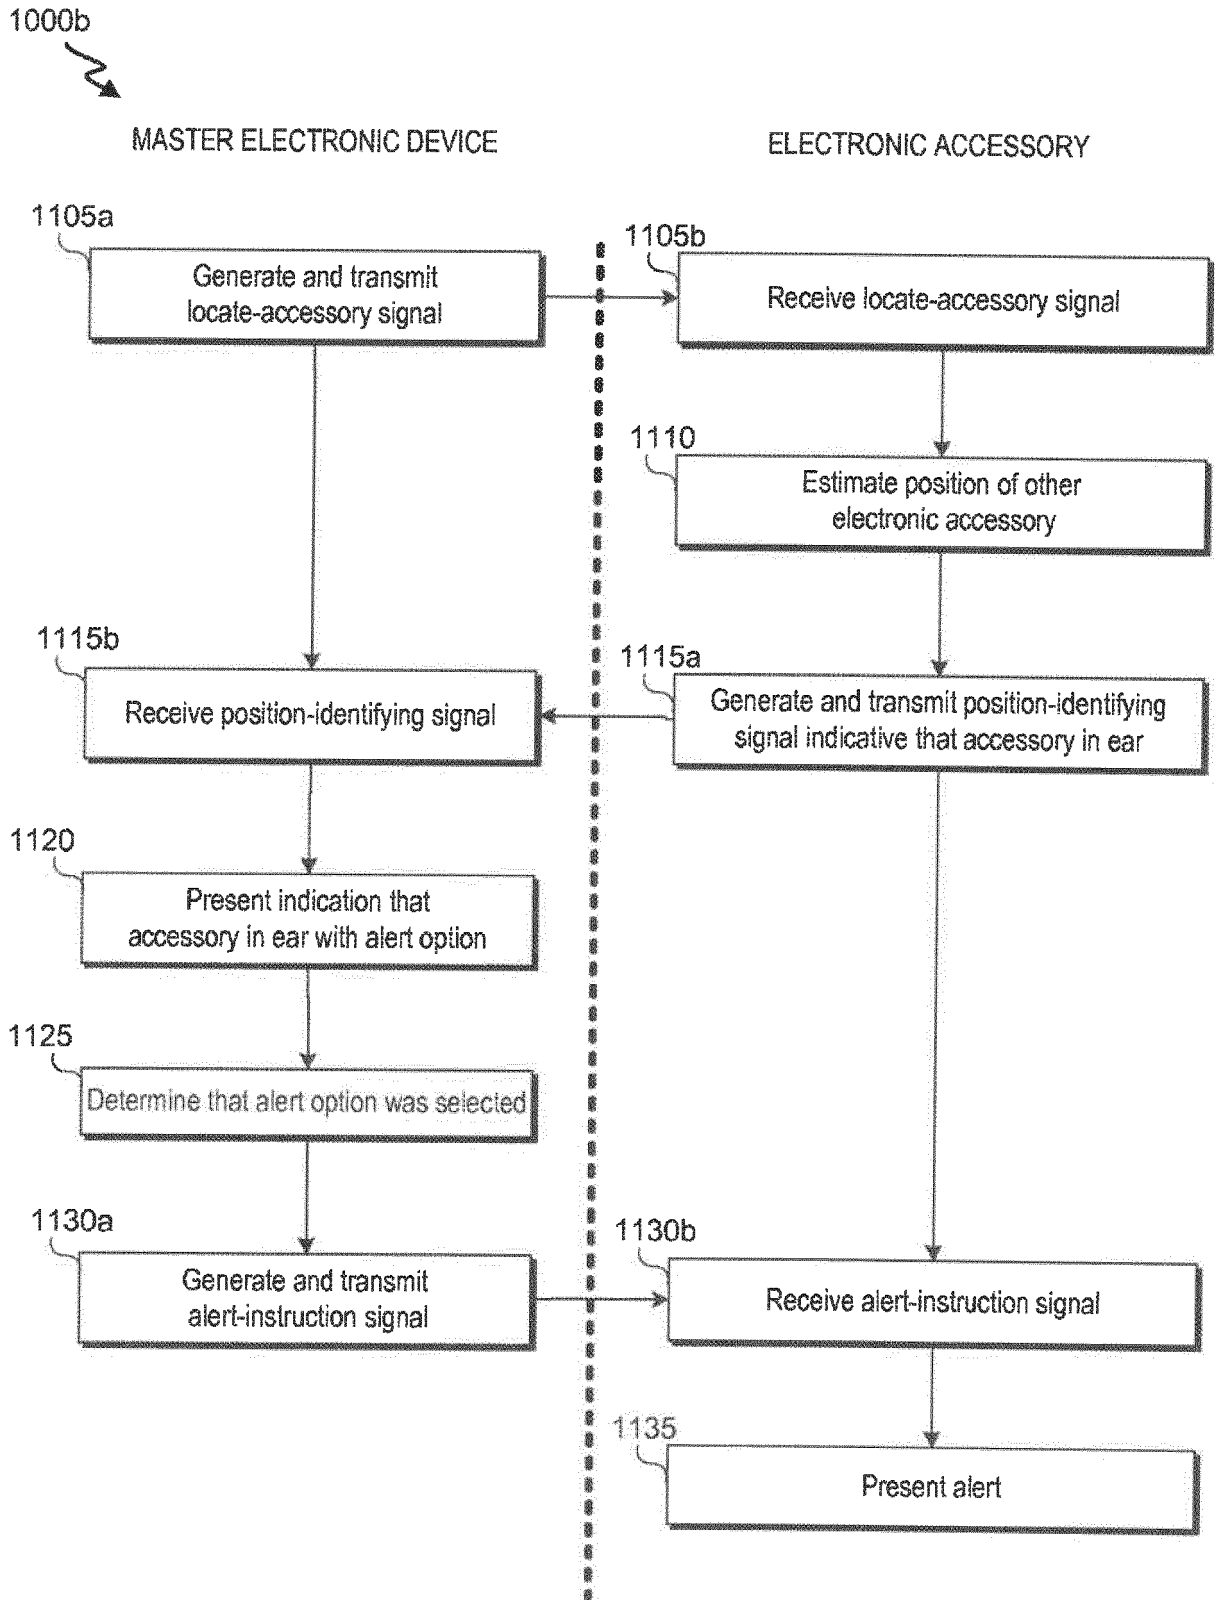 1000b
MASTER ELECTRONIC DEVICE
ELECTRONIC ACCESSORY
1105a
Generate and transmit
locate-accessory signal
1105b
Receive locate-accessory signal
1110
Estimate position of other
electronic accessory
1115b
Receive position-identifying signal
1115a
Generate and transmit position-identifying
signal indicative that accessory in ear
1120
Present indication that
accessory in ear with alert option
1125
Determine that alert option was selected
1130a
Generate and transmit
alert-instruction signal
1130b
Receive alert-instruction signal
1135
Present alert